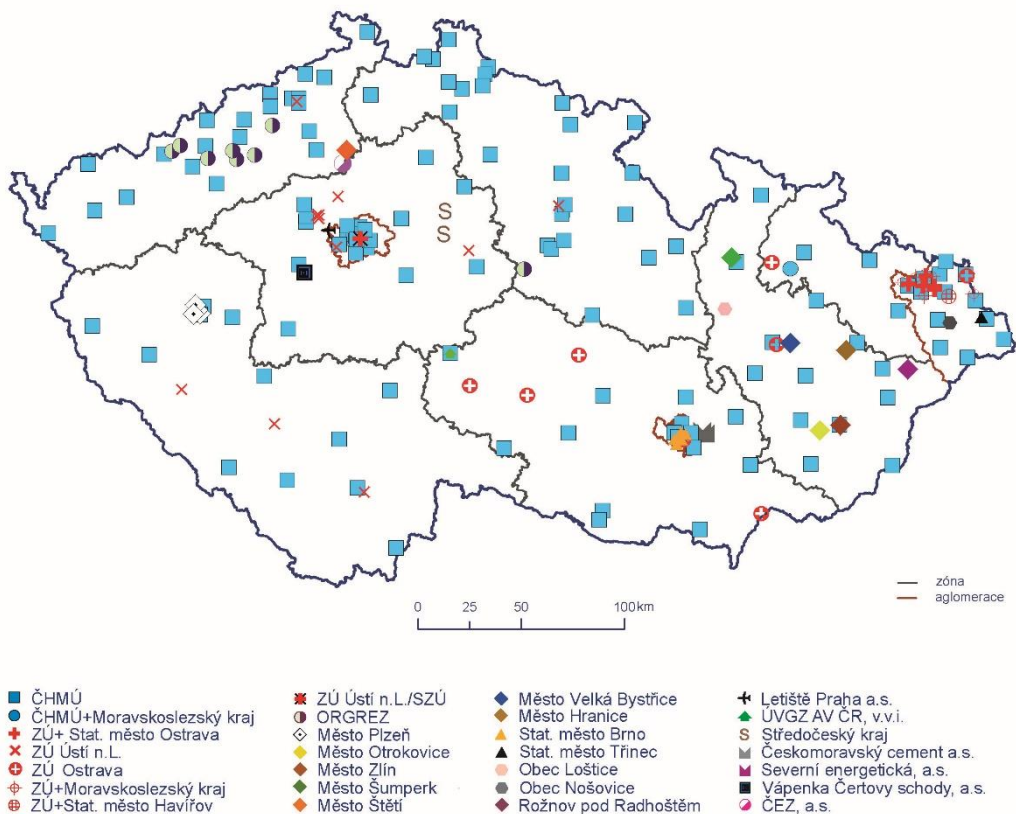 S
S
zóna
aglomerace
0 25 50 100 km
ČHMÚ
ČHMÚ+Moravskoslezský kraj
ZÚ+ Stat. město Ostrava
ZÚ Ústí n.L.
ZÚ Ostrava
ZÚ+Moravskoslezský kraj
ZÚ+Stat. město Havířov
ZÚ Ústí n.L./SZÚ
ORGREZ
Město Plzeň
Město Otrokovice
Město Zlín
Město Šumperk
Město Štětí
Město Velká Bystřice
Město Hranice
Stat. město Brno
Stat. město Třinec
Obec Loštice
Obec Nošovice
Rožnov pod Radhoštěm
Letiště Praha a.s.
ÚVGZ AV ČR, v.v.i.
S Středočeský kraj
Českomoravský cement a.s.
Severní energetická, a.s.
Vápenka Čertovy schody, a.s.
ČEZ, a.s.